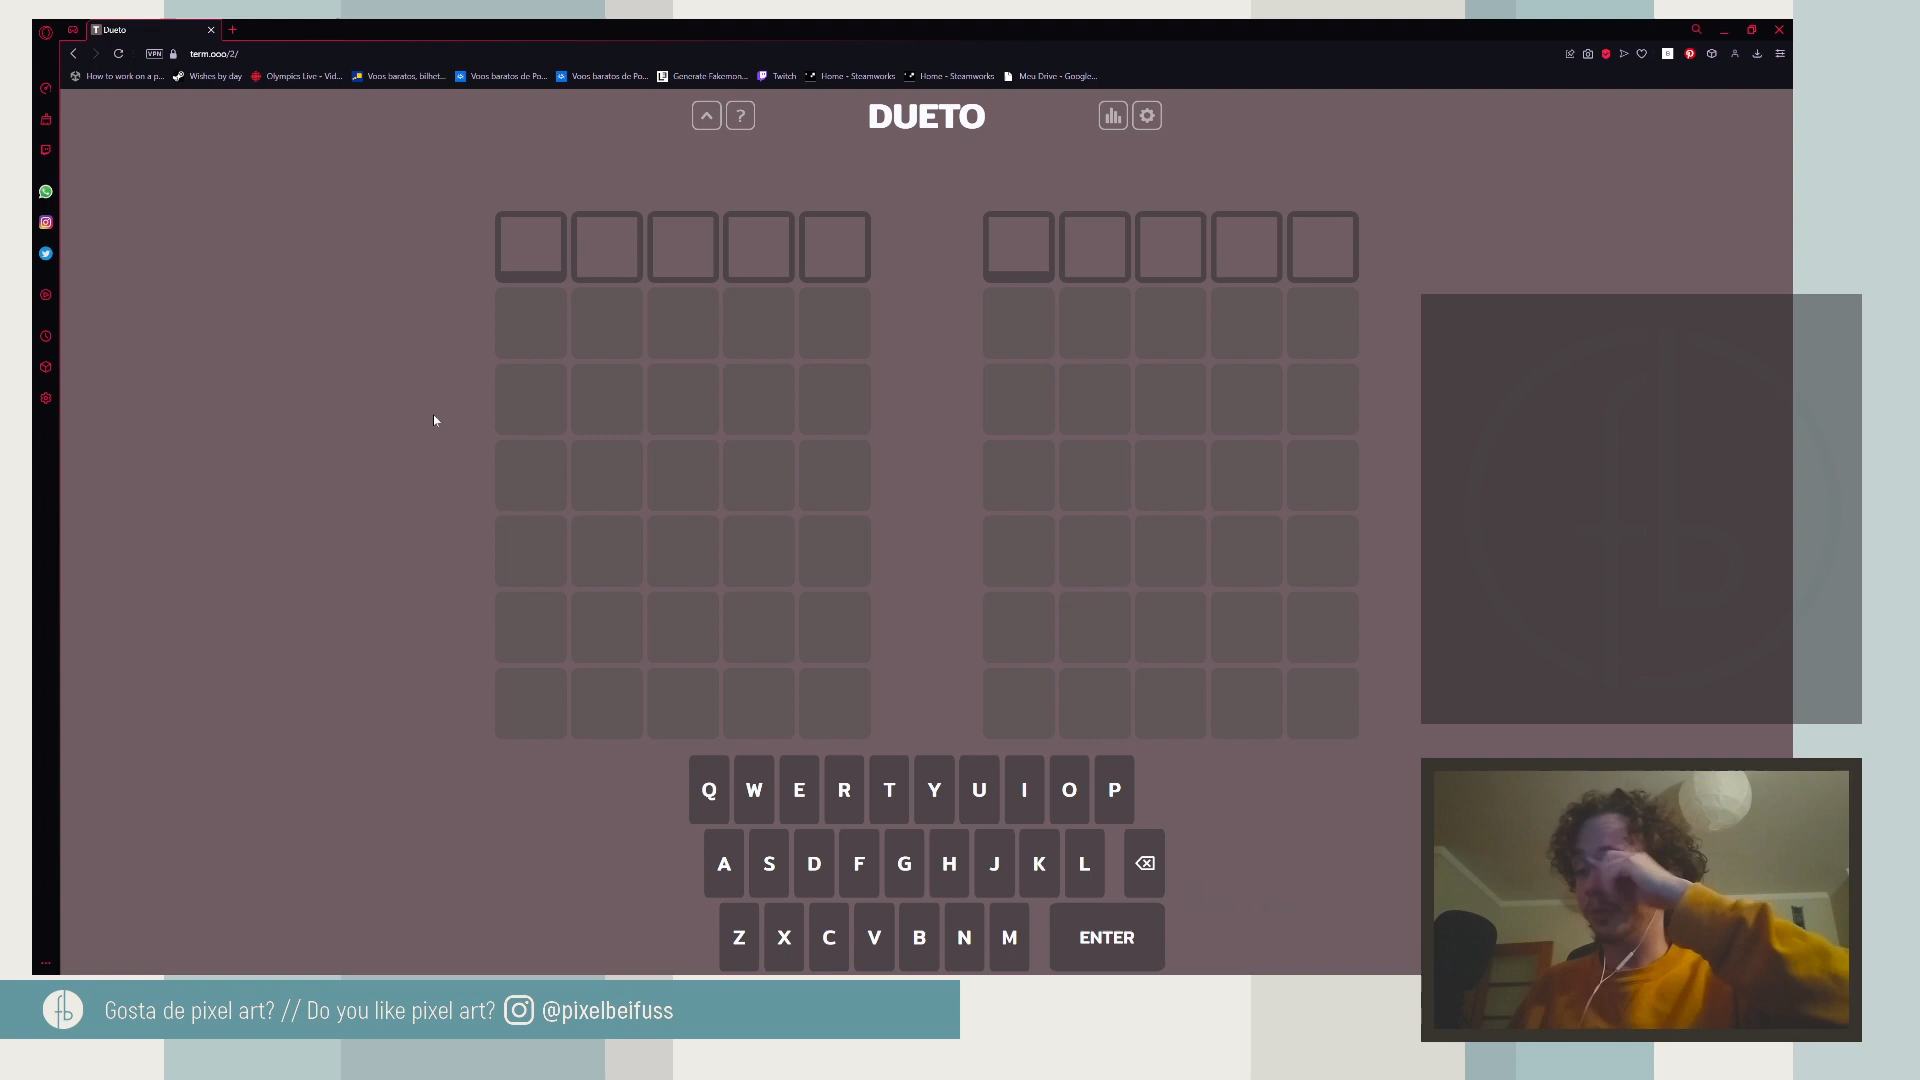 Dueto
VPN term.ooo/2/
How to work on a p... Wishes by day Olympics Live - Vid... Voos baratos, bilhet... Voos baratos de Po... Voos baratos de Po... Generate Fakemon... Twitch Home - Steamworks Home - Steamworks Meu Drive - Google...
? DUETO
Q W E R T Y U I O P
A S D F G H J K L
Z X C V B N M ENTER
fb Gosta de pixel art? // Do you like pixel art? @pixelbeifuss